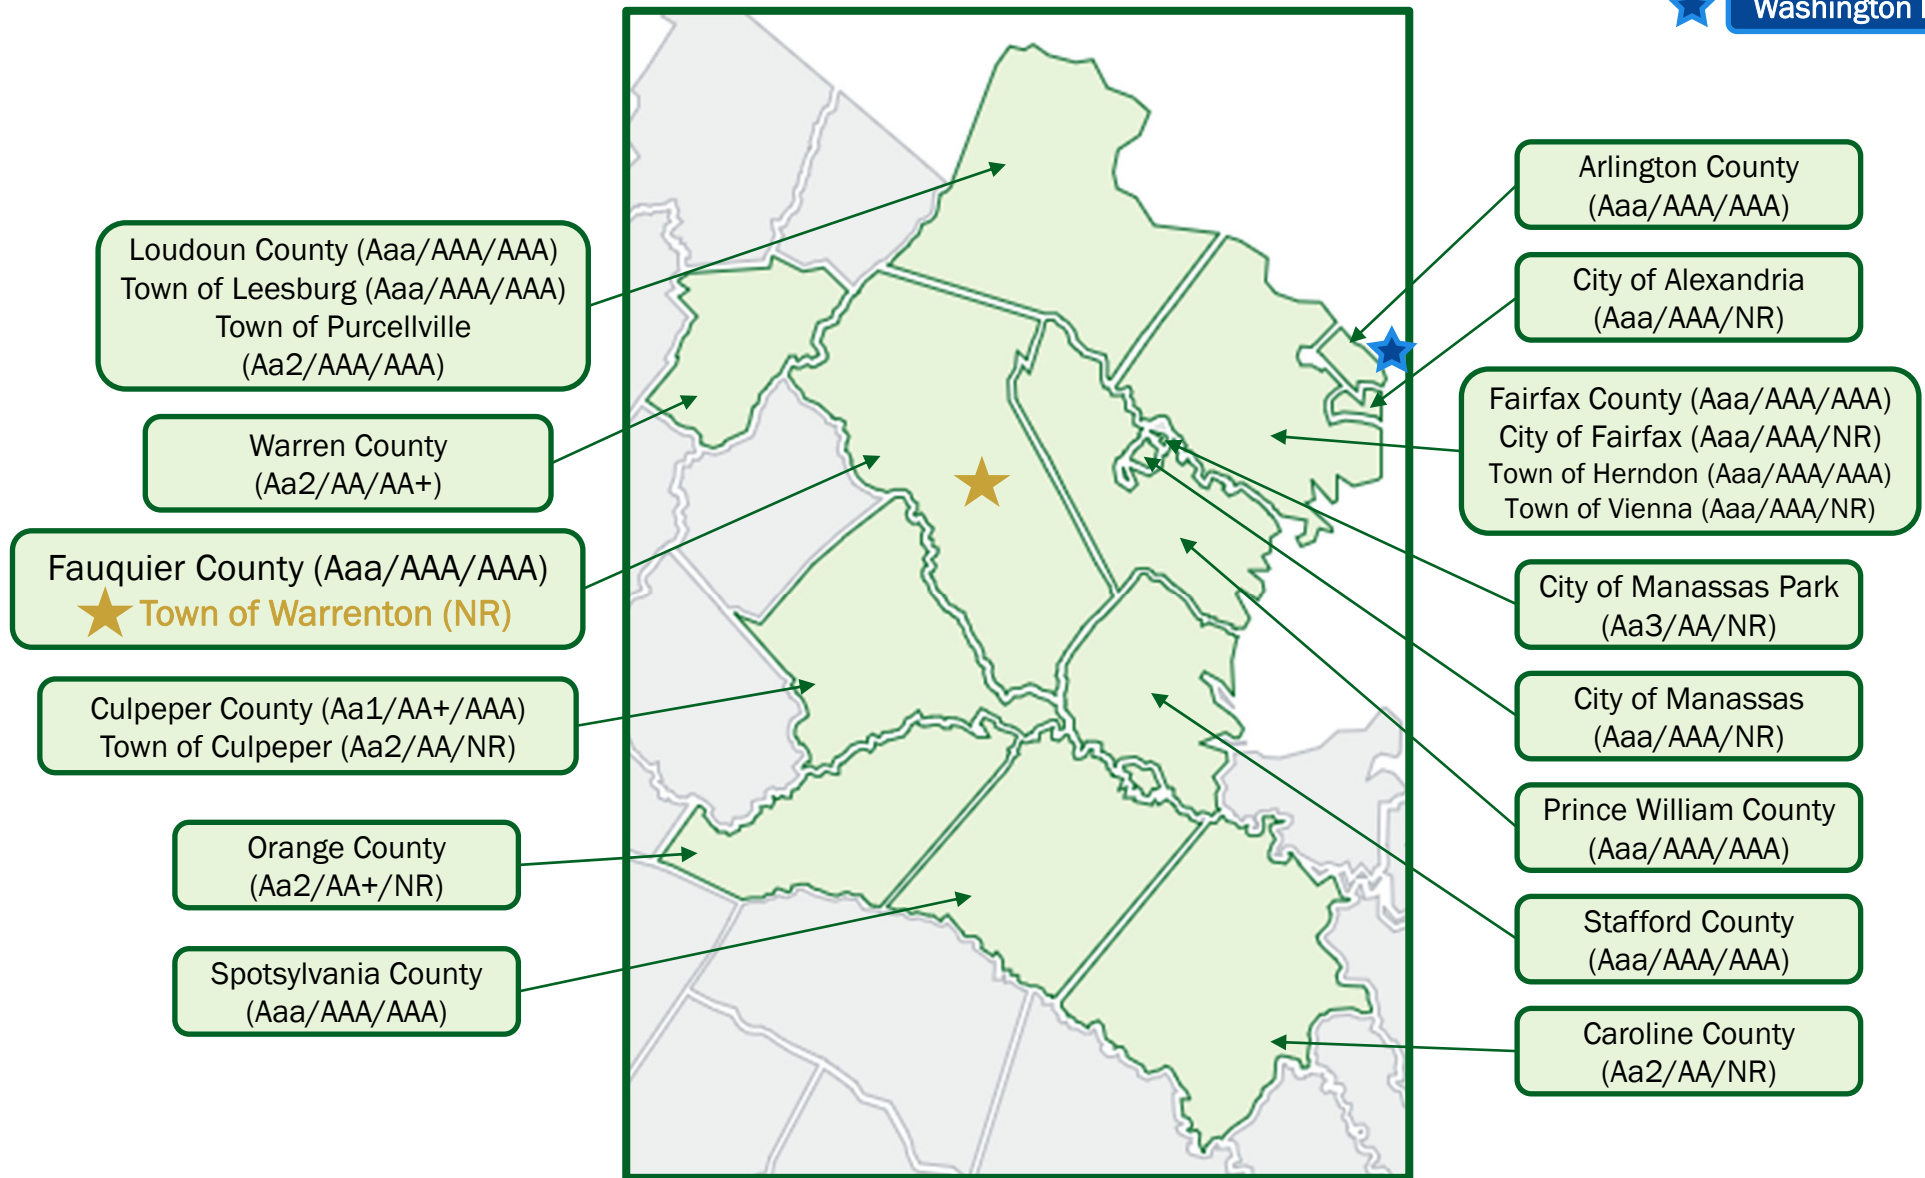 Washington
Loudoun County (Aaa/AAA/AAA)
Town of Leesburg (Aaa/AAA/AAA)
Town of Purcellville
(Aa2/AAA/AAA)
Warren County
(Aa2/AA/AA+)
Fauquier County (Aaa/AAA/AAA)
Town of Warrenton (NR)
Culpeper County (Aa1/AA+/AAA)
Town of Culpeper (Aa2/AA/NR)
Orange County
(Aa2/AA+/NR)
Spotsylvania County
(Aaa/AAA/AAA)
Arlington County
(Aaa/AAA/AAA)
City of Alexandria
(Aaa/AAA/NR)
Fairfax County (Aaa/AAA/AAA)
City of Fairfax (Aaa/AAA/NR)
Town of Herndon (Aaa/AAA/AAA)
Town of Vienna (Aaa/AAA/NR)
City of Manassas Park
(Aa3/AA/NR)
City of Manassas
(Aaa/AAA/NR)
Prince William County
(Aaa/AAA/AAA)
Stafford County
(Aaa/AAA/AAA)
Caroline County
(Aa2/AA/NR)